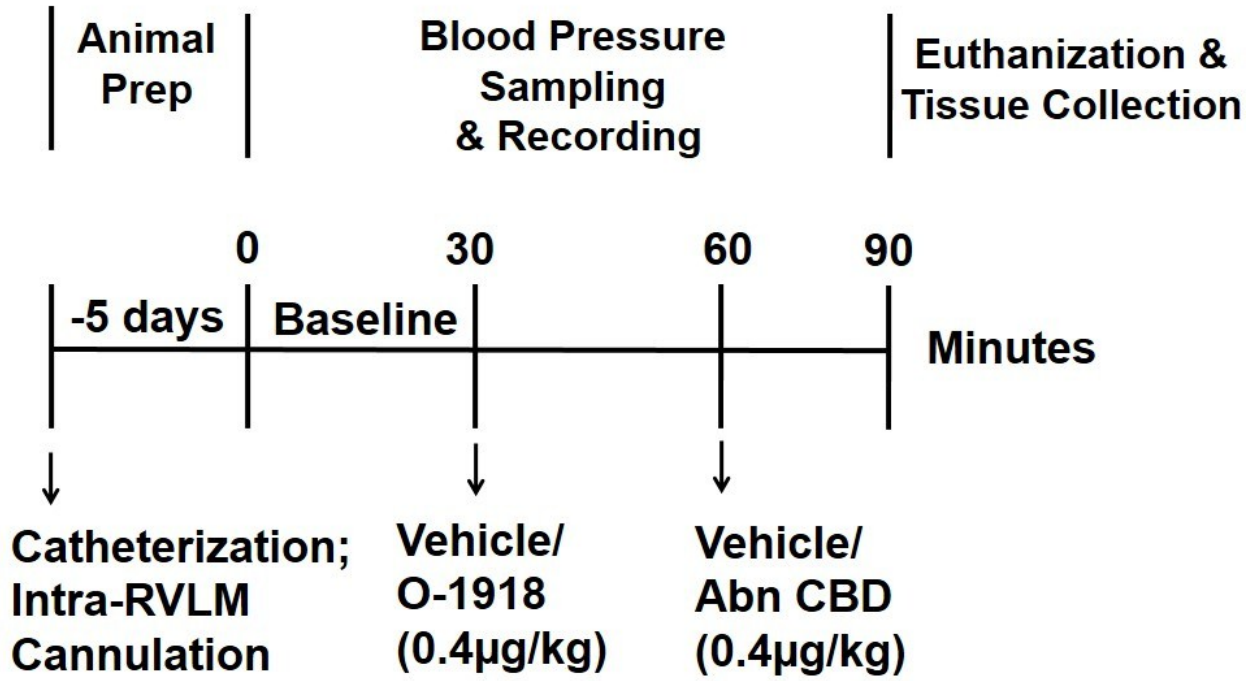 Animal
Prep
Blood Pressure
Sampling
& Recording
Euthanization &
Tissue Collection
0
30
60
90
-5 days
Baseline
Minutes
Catheterization;
Intra-RVLM
Cannulation
Vehicle/
O-1918
(0.4µg/kg)
Vehicle/
Abn CBD
(0.4µg/kg)